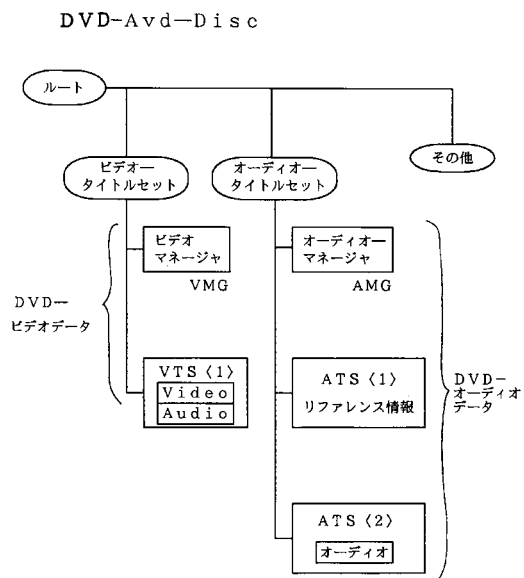 DVD-Avd—Disc
ルート
ビデオ—
タイトルセット
オーディオ—
タイトルセット
その他
ビデオ
マネージャ
VMG
オーディオー
マネージャ
AMG
DVD—
ビデオデータ
VTS〈1〉
Video
Audio
ATS〈1〉
リファレンス情報
DVD−
オーディオ
データ
ATS〈2〉
オーディオ